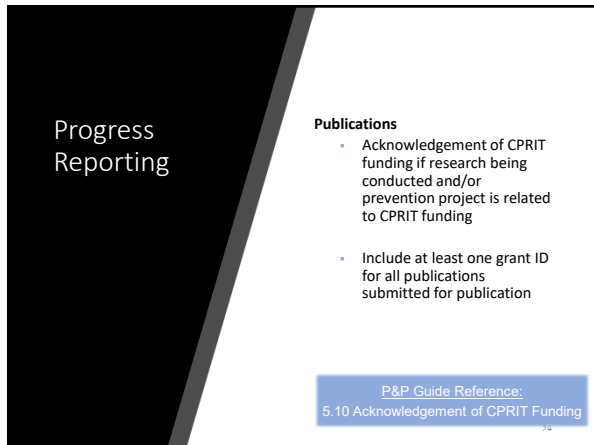 Progress
Reporting
Publications
▪ Acknowledgement of CPRIT
funding if research being
conducted and/or
prevention project is related
to CPRIT funding
▪ Include at least one grant ID
for all publications
submitted for publication
P&P Guide Reference:
5.10 Acknowledgement of CPRIT Funding